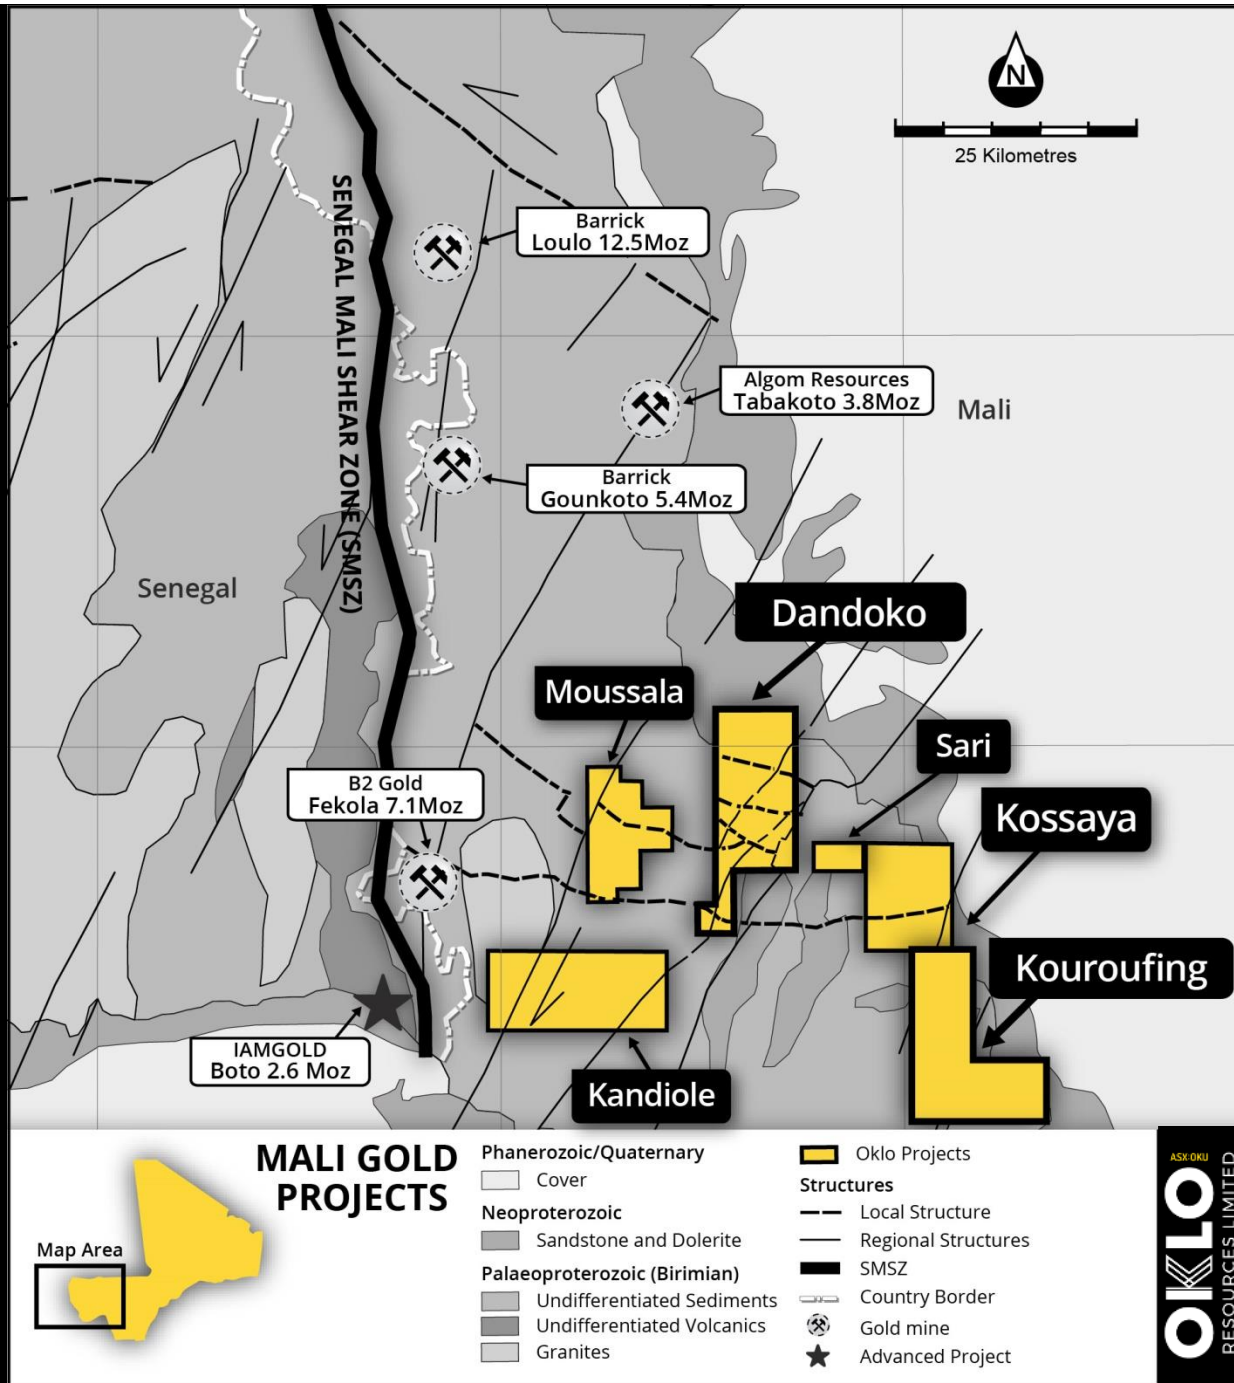 N
25 Kilometres
SENEGAL MALI SHEAR ZONE (SMSZ)
Barrick
Loulo 12.5Moz
Algom Resources
Tabakoto 3.8Moz
Mali
Barrick
Gounkoto 5.4Moz
Senegal
Dandoko
Moussala
Sari
B2 Gold
Fekola 7.1Moz
Kossaya
Kouroufing
IAMGOLD
Boto 2.6 Moz
Kandiole
MALI GOLD
PROJECTS
Map Area
Phanerozoic/Quaternary
Cover
Neoproterozoic
Sandstone and Dolerite
Palaeoproterozoic (Birimian)
Undifferentiated Sediments
Undifferentiated Volcanics
Granites
Oklo Projects
Structures
Local Structure
Regional Structures
SMSZ
Country Border
Gold mine
Advanced Project
ASX:OKU
OKLO
RESOURCES LIMITED